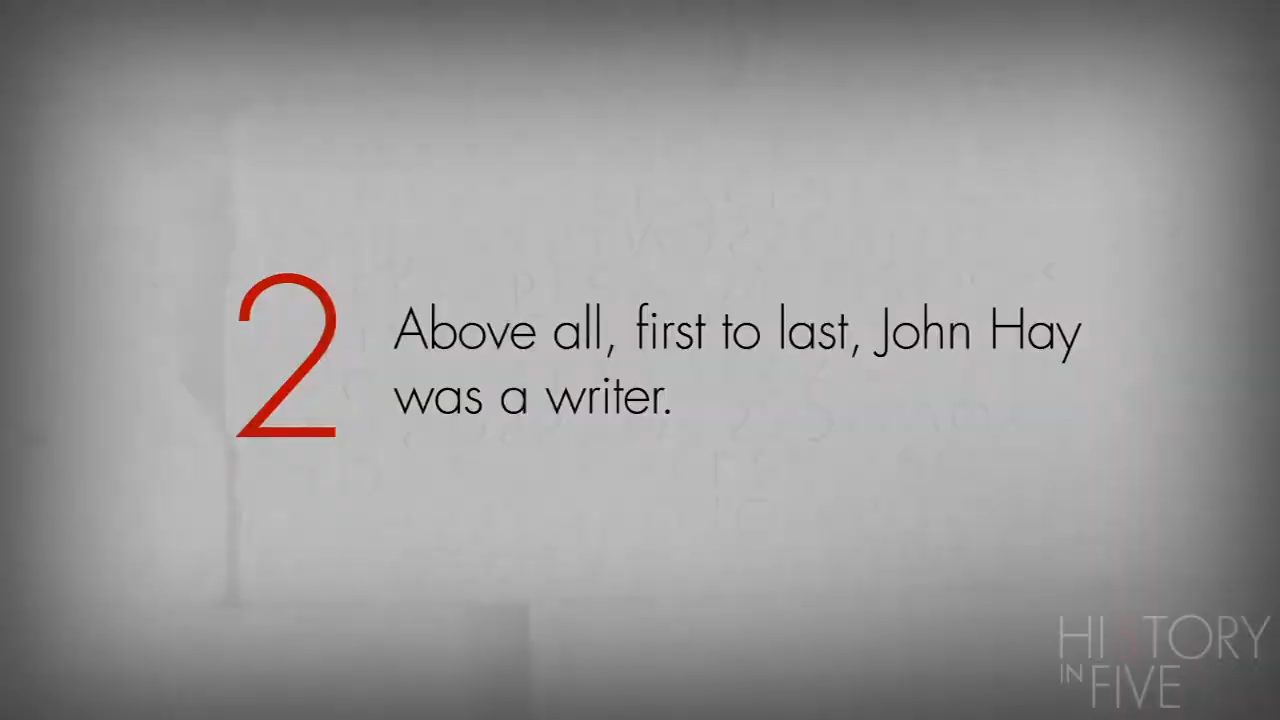 2
Above all, first to last, John Hay
was a writer.
HISTORY
IN FIVE